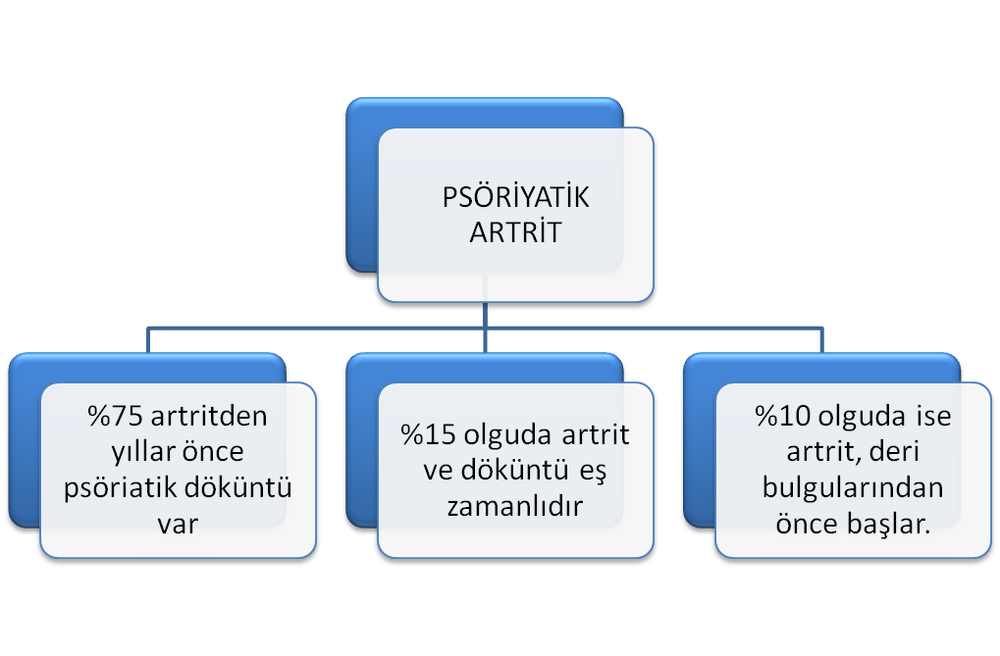 PSÖRİYATİK
ARTRİT
%75 artritden
yıllar önce
psöriatik döküntü
var
%15 olguda artrit
ve döküntü eş
zamanlıdır
%10 olguda ise
artrit, deri
bulgularından
önce başlar.